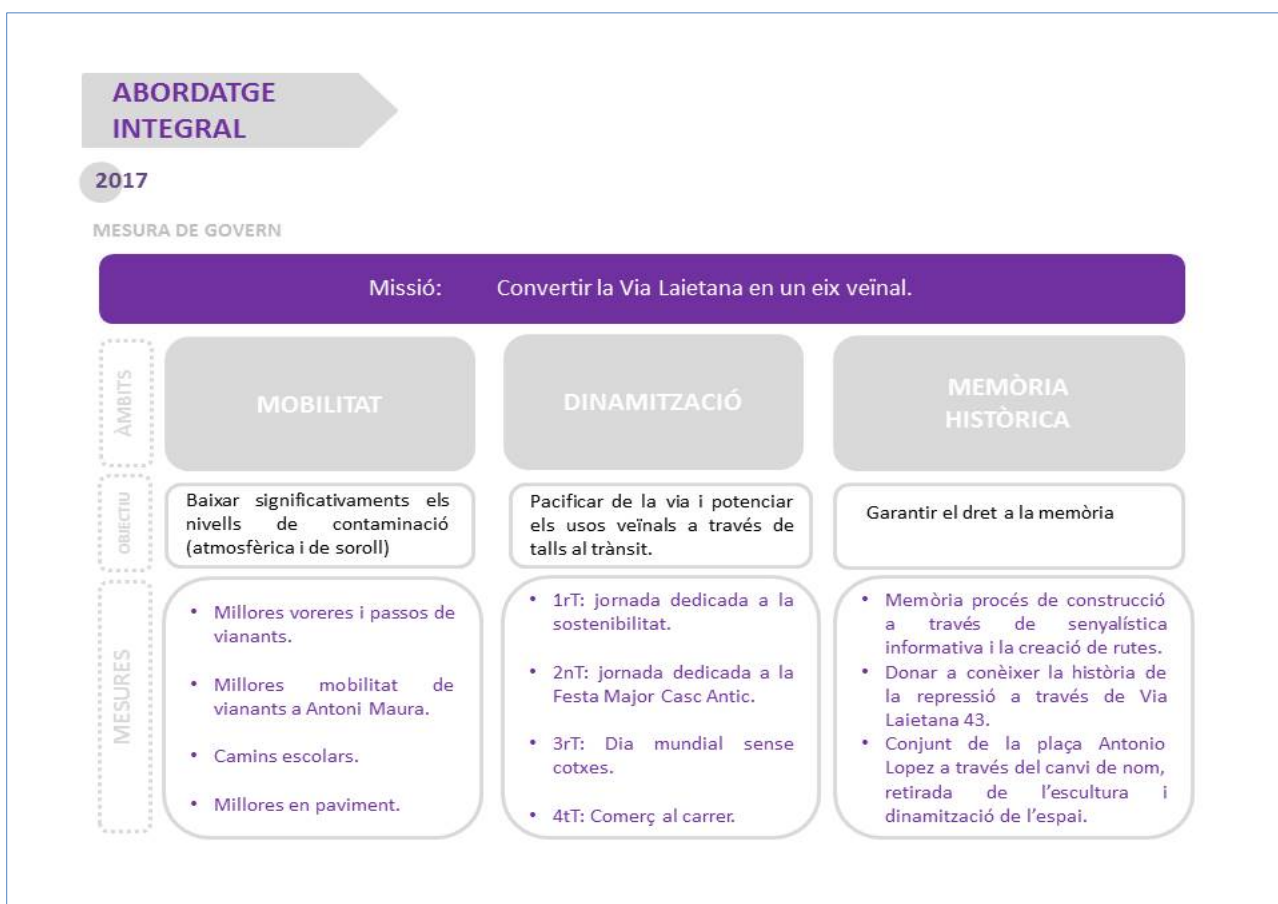 ABORDATGE
INTEGRAL
2017
MESURA DE GOVERN
Missió: Convertir la Via Laietana en un eix veïnal.
ÀMBITS
MOBILITAT
DINAMITZACIÓ
MEMÒRIA
HISTÒRICA
OBJECTIU
Baixar significativaments els
nivells de contaminació
(atmosfèrica i de soroll)
Pacificar de la via i potenciar
els usos veïnals a través de
talls al trànsit.
Garantir el dret a la memòria
MESURES
• Millores voreres i passos de
vianants.
• Millores mobilitat de
vianants a Antoni Maura.
• Camins escolars.
• Millores en paviment.
• 1rT: jornada dedicada a la
sostenibilitat.
• 2nT: jornada dedicada a la
Festa Major Casc Antic.
• 3rT: Dia mundial sense
cotxes.
• 4tT: Comerç al carrer.
• Memòria procés de construcció
a través de senyalística
informativa i la creació de rutes.
• Donar a conèixer la història de
la repressió a través de Via
Laietana 43.
• Conjunt de la plaça Antonio
Lopez a través del canvi de nom,
retirada de l'escultura i
dinamització de l'espai.